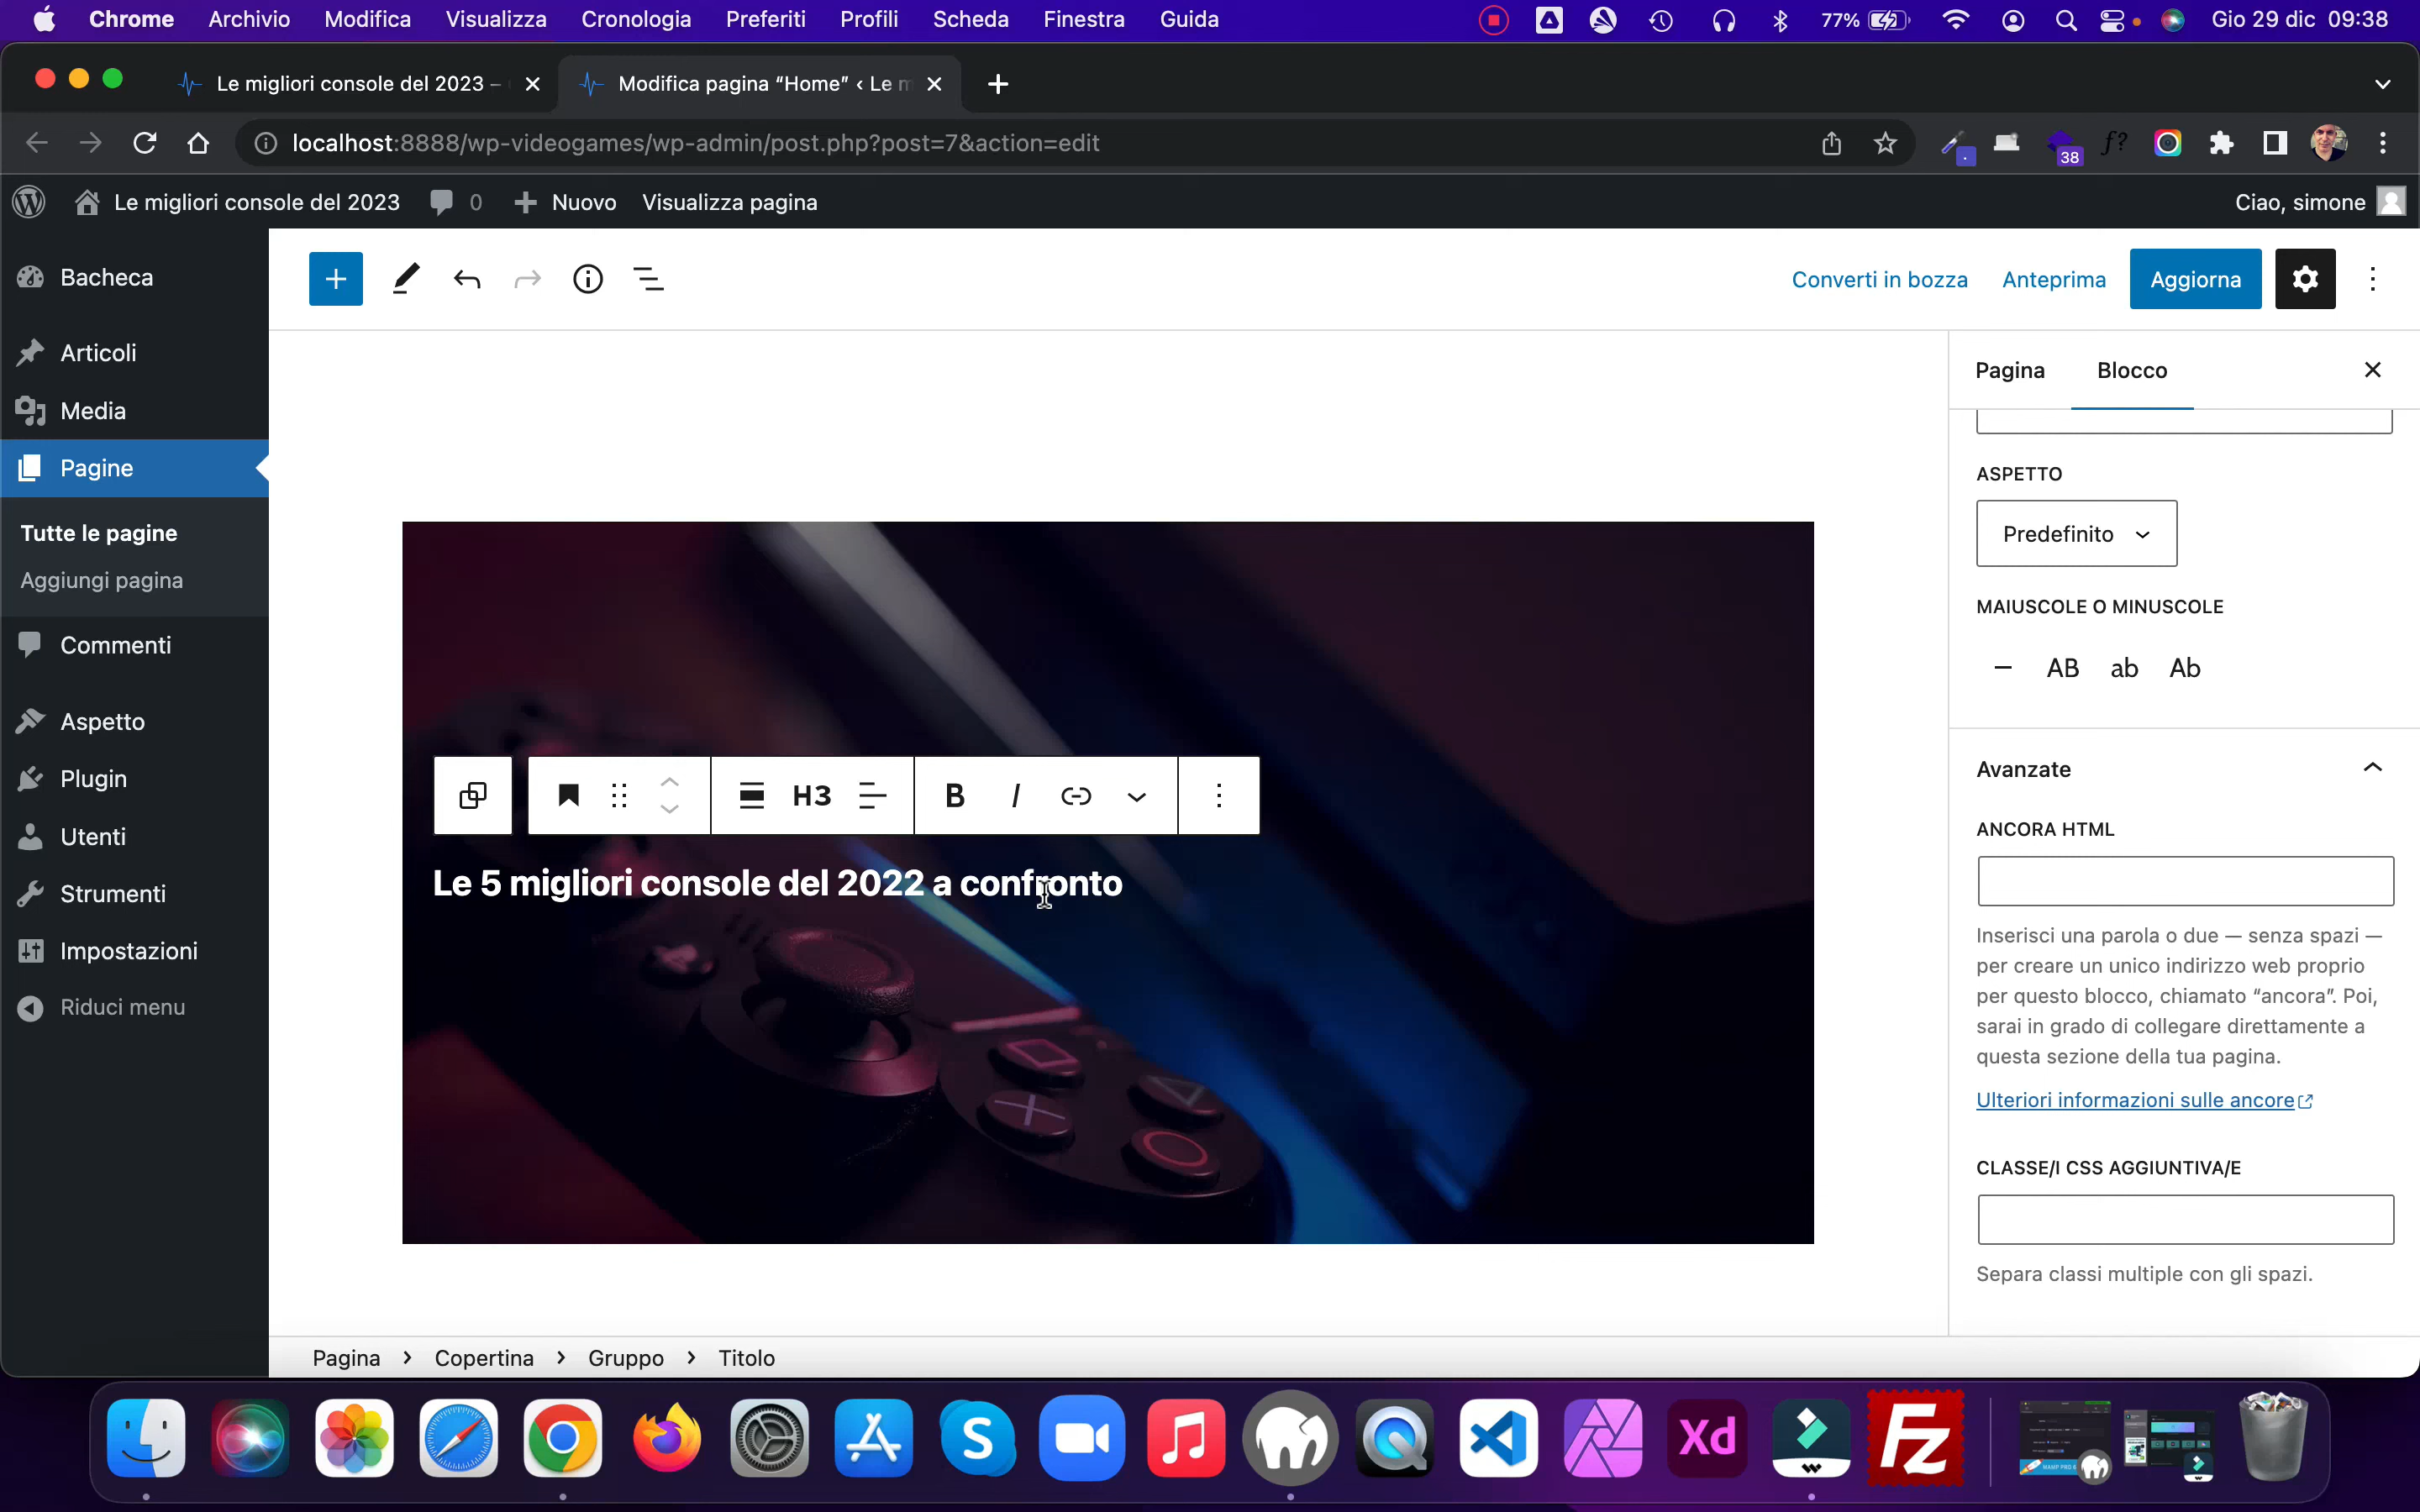 Chrome Archivio Modifica Visualizza Cronologia Preferiti Profili Scheda Finestra Guida 77% Gio 29 dic 09:38
Le migliori console del 2023 –
Modifica pagina “Home” ‹ Le m
localhost:8888/wp-videogames/wp-admin/post.php?post=7&action=edit
f?
38
Le migliori console del 2023 0 Nuovo Visualizza pagina Ciao, simone
Bacheca
Articoli
Media
Pagine
Tutte le pagine
Aggiungi pagina
Commenti
Aspetto
Plugin
Utenti
Strumenti
Impostazioni
Riduci menu
Converti in bozza Anteprima Aggiorna
H3 B I
Le 5 migliori console del 2022 a confronto
Pagina Blocco
ASPETTO
Predefinito
MAIUSCOLE O MINUSCOLE
— AB ab Ab
Avanzate
ANCORA HTML
Inserisci una parola o due — senza spazi —
per creare un unico indirizzo web proprio
per questo blocco, chiamato “ancora”. Poi,
sarai in grado di collegare direttamente a
questa sezione della tua pagina.
Ulteriori informazioni sulle ancore
CLASSE/I CSS AGGIUNTIVA/E
Separa classi multiple con gli spazi.
Pagina › Copertina › Gruppo › Titolo
S
Xd
Fz